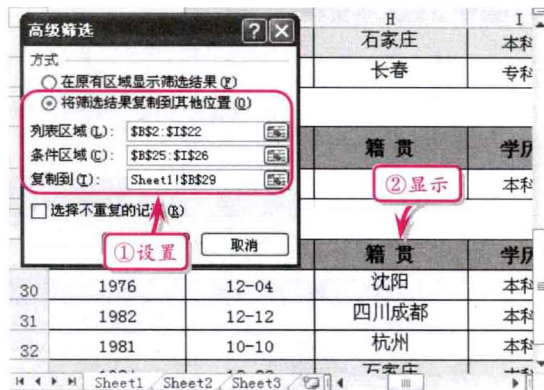 H I
高级筛选
石家庄 本科
长春 专科
方式
在原有区域显示筛选结果(F)
将筛选结果复制到其他位置(O)
列表区域(L): $B$2:$I$22
条件区域(C): $B$25:$I$26
复制到(T): Sheet1!$B$29
籍贯 学历
②显示 本科
选择不重复的记录(R)
①设置 取消
籍贯 学历
30 1976 12-04 沈阳 本科
31 1982 12-12 四川成都 本科
32 1981 10-10 杭州 本科
石家庄 本科
Sheet1 Sheet2 Sheet3